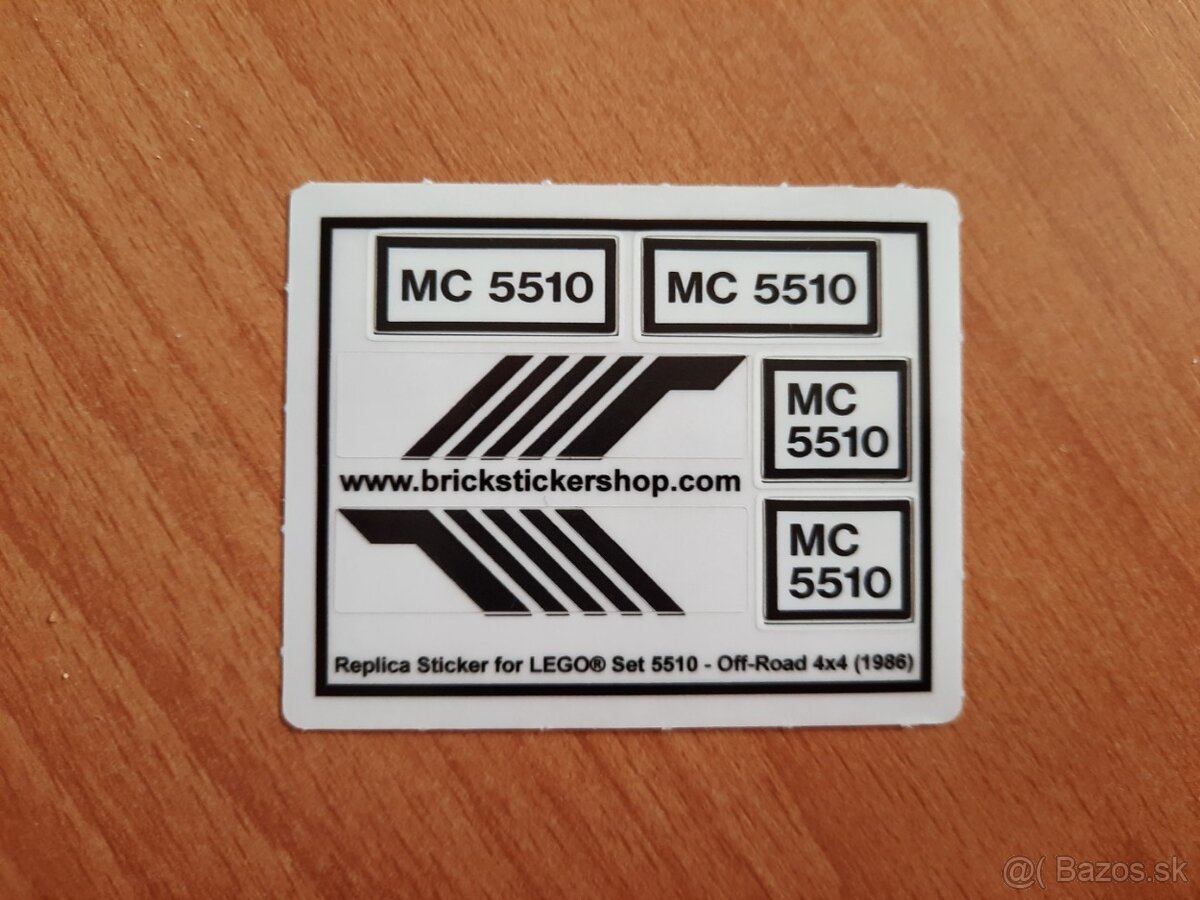 MC 5510
MC 5510
MC
5510
www.brickstickershop.com
MC
5510
Replica Sticker for LEGO® Set 5510 - Off-Road 4x4 (1986)
@( Bazos.sk